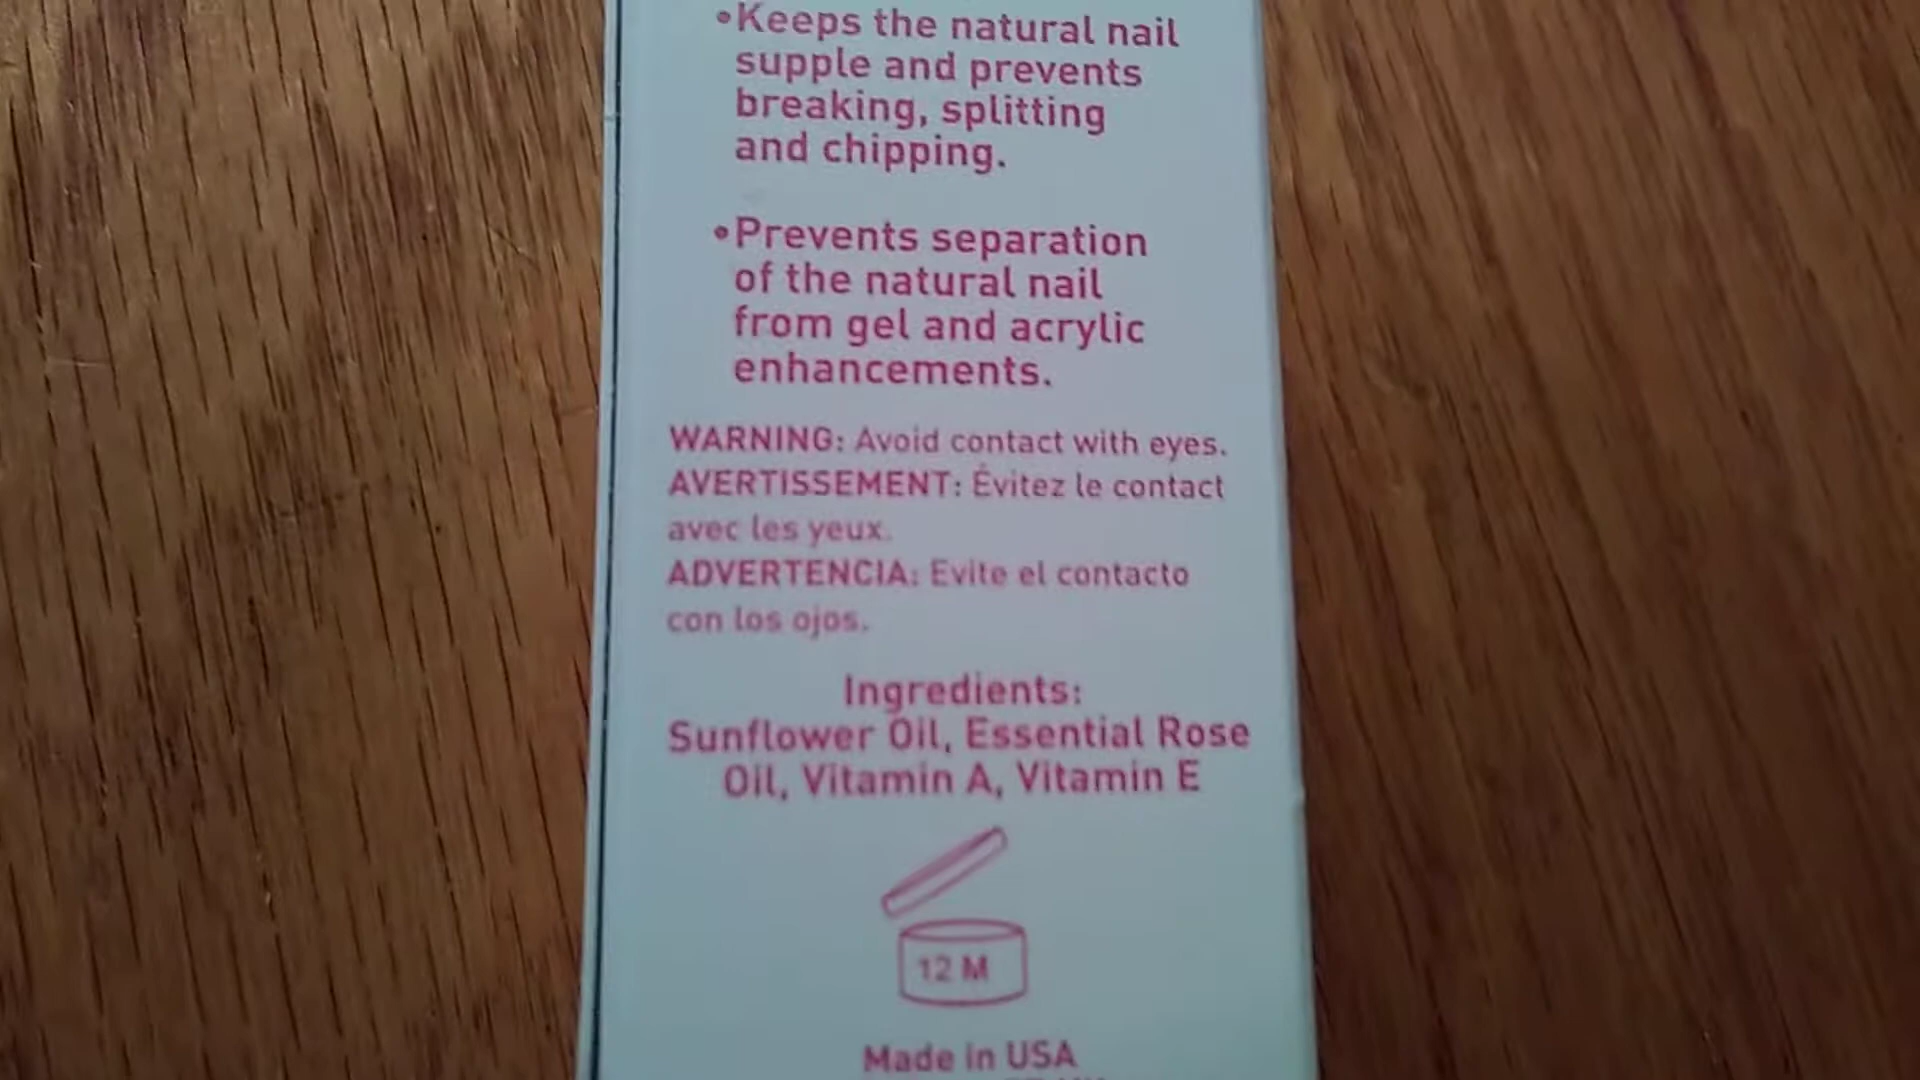 •Keeps the natural nail
supple and prevents
breaking, splitting
and chipping.
•Prevents separation
of the natural nail
from gel and acrylic
enhancements.
WARNING: Avoid contact with eyes.
AVERTISSEMENT: Évitez le contact
avec les yeux.
ADVERTENCIA: Evite el contacto
con los ojos.
Ingredients:
Sunflower Oil, Essential Rose
Oil, Vitamin A, Vitamin E
12 M
Made in USA